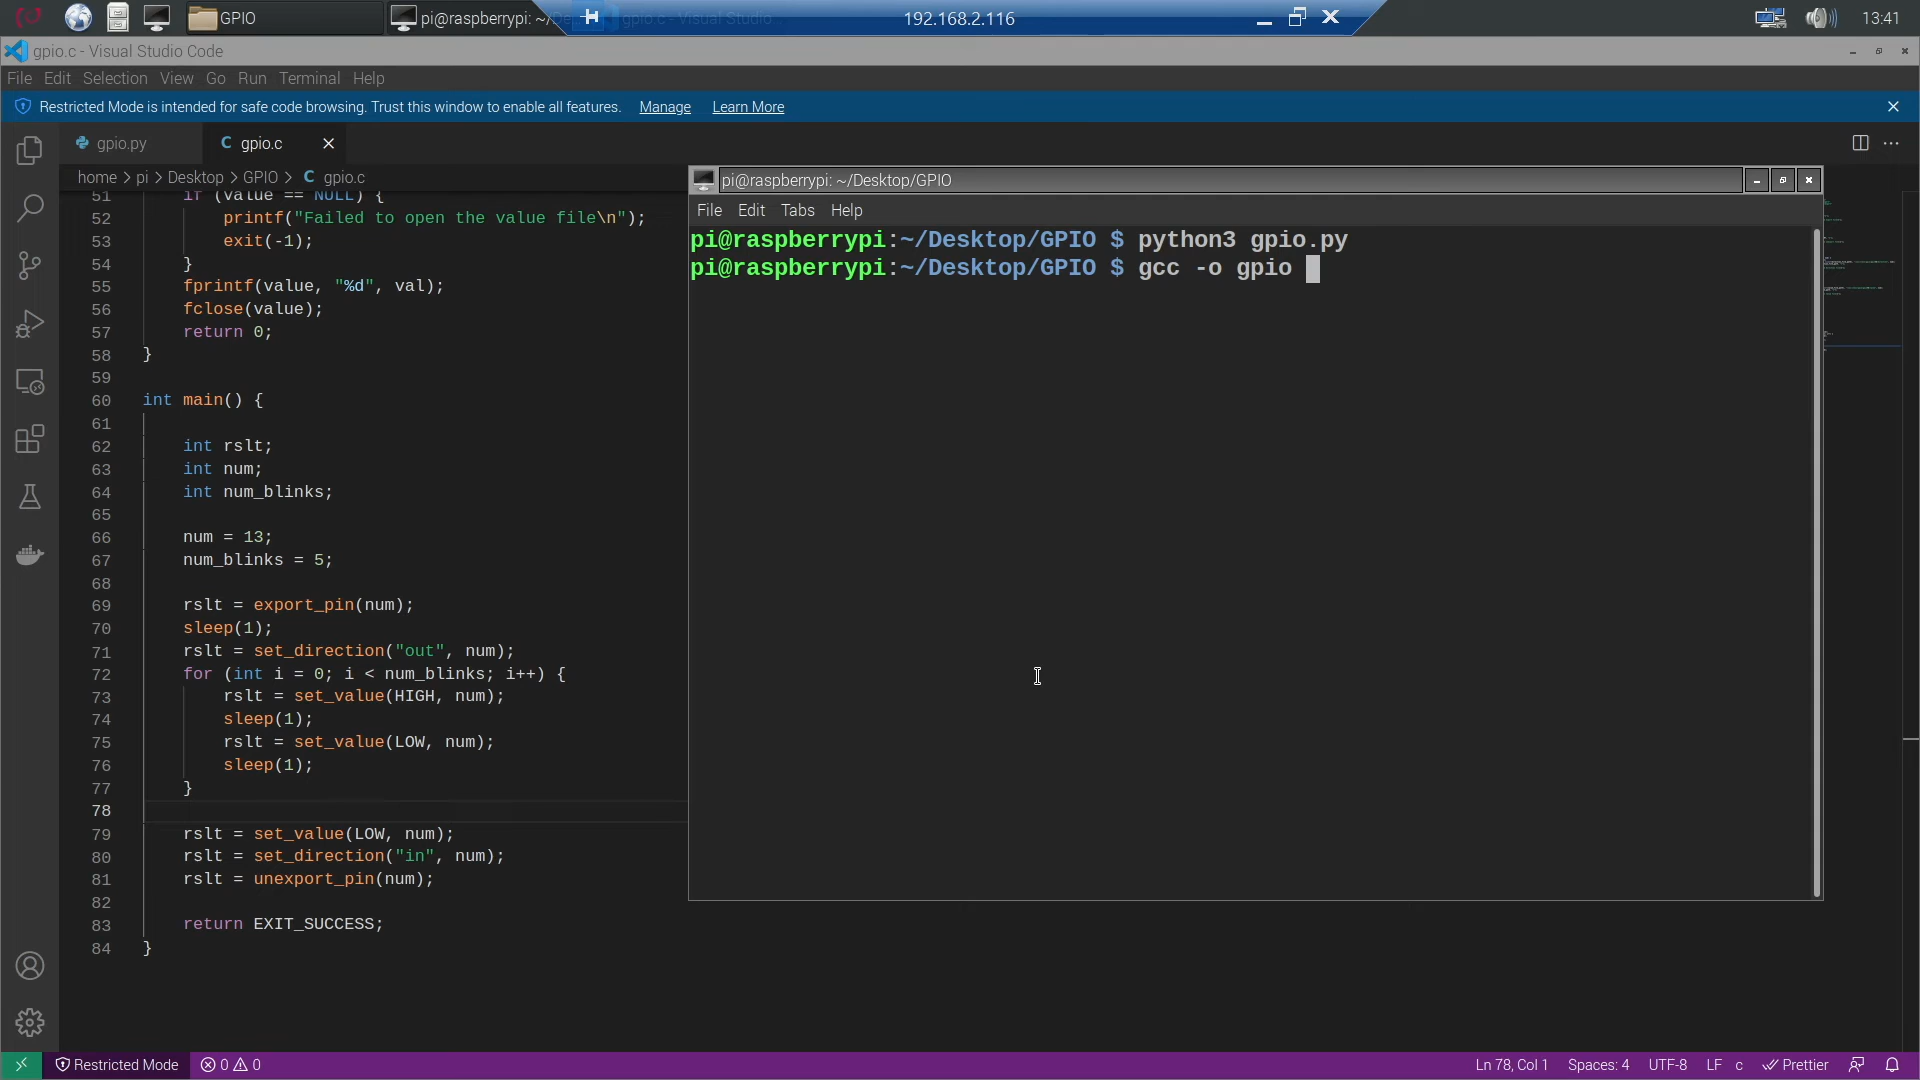 GPIO
pi@raspberrypi: ~/De
gpio.c - Visual Studio
192.168.2.116
13:41
gpio.c - Visual Studio Code
File Edit Selection View Go Run Terminal Help
Restricted Mode is intended for safe code browsing. Trust this window to enable all features. Manage Learn More
gpio.py
C gpio.c
home > pi > Desktop > GPIO > C gpio.c
51 if (value == NULL) {
52 printf("Failed to open the value file\n");
53 exit(-1);
54 }
55 fprintf(value, "%d", val);
56 fclose(value);
57 return 0;
58 }
59
60 int main() {
61
62 int rslt;
63 int num;
64 int num_blinks;
65
66 num = 13;
67 num_blinks = 5;
68
69 rslt = export_pin(num);
70 sleep(1);
71 rslt = set_direction("out", num);
72 for (int i = 0; i < num_blinks; i++) {
73 rslt = set_value(HIGH, num);
74 sleep(1);
75 rslt = set_value(LOW, num);
76 sleep(1);
77 }
78
79 rslt = set_value(LOW, num);
80 rslt = set_direction("in", num);
81 rslt = unexport_pin(num);
82
83 return EXIT_SUCCESS;
84 }
pi@raspberrypi: ~/Desktop/GPIO
File Edit Tabs Help
pi@raspberrypi:~/Desktop/GPIO $ python3 gpio.py
pi@raspberrypi:~/Desktop/GPIO $ gcc -o gpio
Restricted Mode
0 0
Ln 78, Col 1 Spaces: 4 UTF-8 LF c Prettier